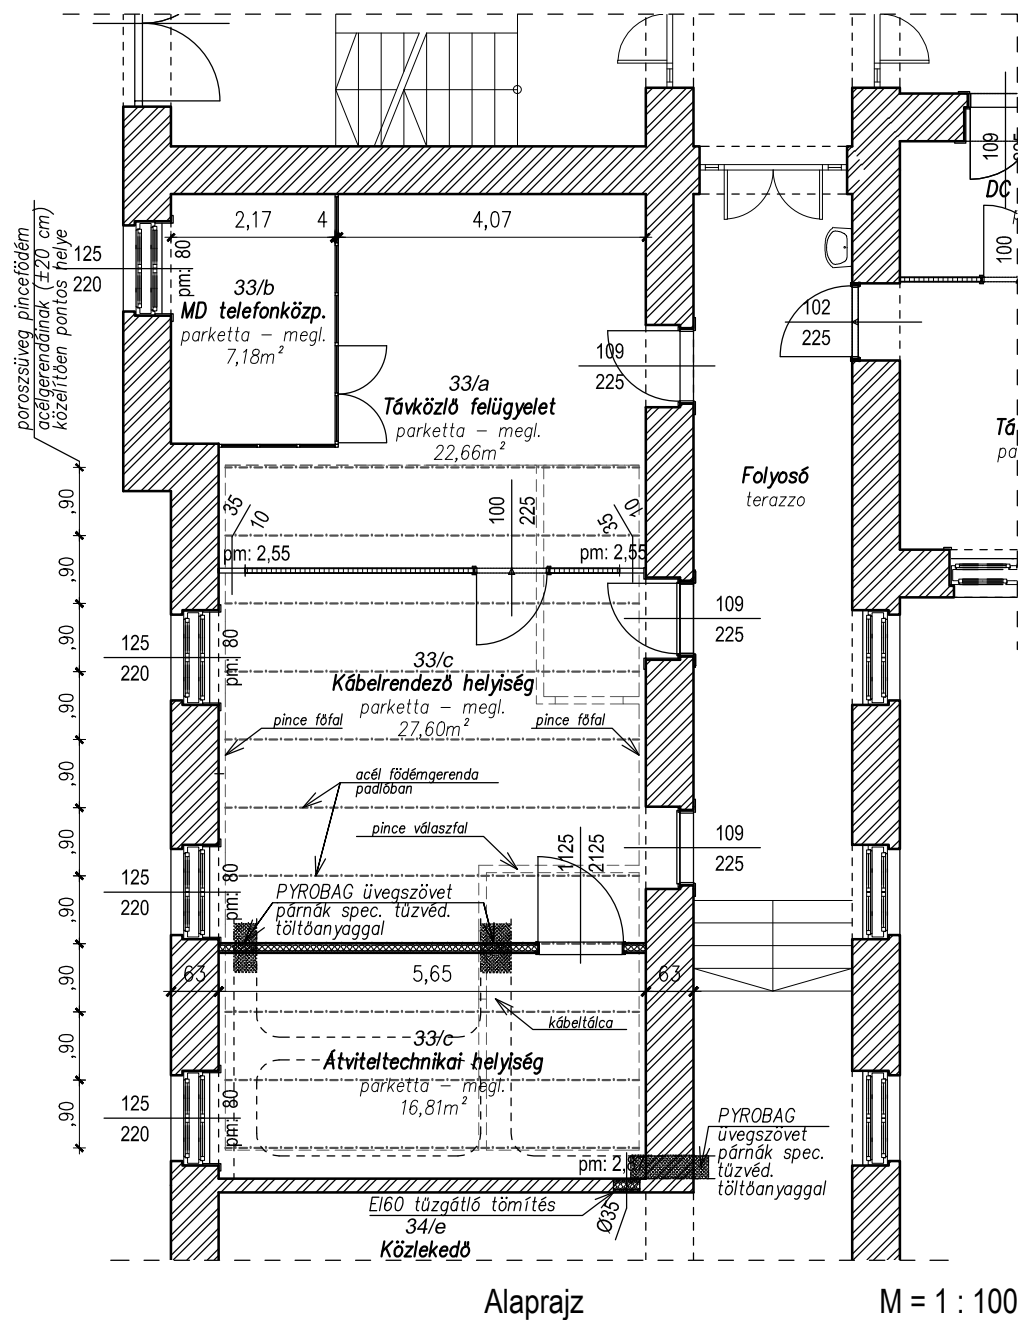 poroszsüveg pincefödém
acélgerendáinak (±20 cm)
közelítően pontos helye
125
220
pm: 80
2,17
4
4,07
33/b
MD telefonközp.
parketta – megl.
7,18m²
33/a
Távközlő felügyelet
parketta – megl.
22,66m²
109
225
102
225
109
DC
100
Folyosó
terazzo
,90
,90
,90
,90
,90
,90
,90
,90
,90
,90
35
10
pm: 2,55
100
225
35
10
pm: 2,55
109
225
125
220
pm: 80
33/c
Kábelrendező helyiség
parketta – megl.
27,60m²
pince főfal
pince főfal
acél födémgerenda
padlóban
pince válaszfal
1125
2125
109
225
125
220
pm: 80
PYROBAG üvegszövet
párnák spec. tűzvéd.
töltőanyaggal
63
5,65
63
kábeltálca
33/c
Átviteltechnikai helyiség
parketta – megl.
16,81m²
125
220
pm: 80
PYROBAG
üvegszövet
párnák spec.
tűzvéd.
töltőanyaggal
EI60 tűzgátló tömítés
Ø35
34/e
Közlekedő
Alaprajz
M = 1 : 100